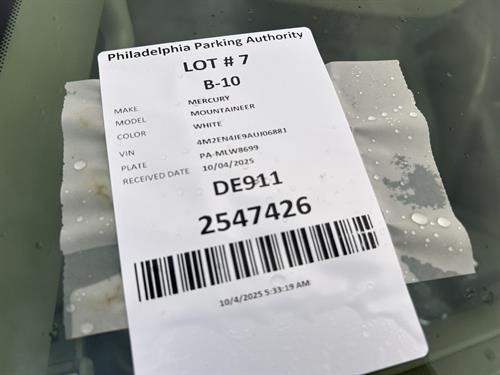 Philadelphia Parking Authority
LOT # 7
B-10
MAKE MERCURY
MODEL MOUNTAINEER
COLOR WHITE
VIN 4M2EN4JE9AUJ06881
PLATE PA-MLW8699
RECEIVED DATE 10/04/2025
DE911
2547426
10/4/2025 5:33:19 AM